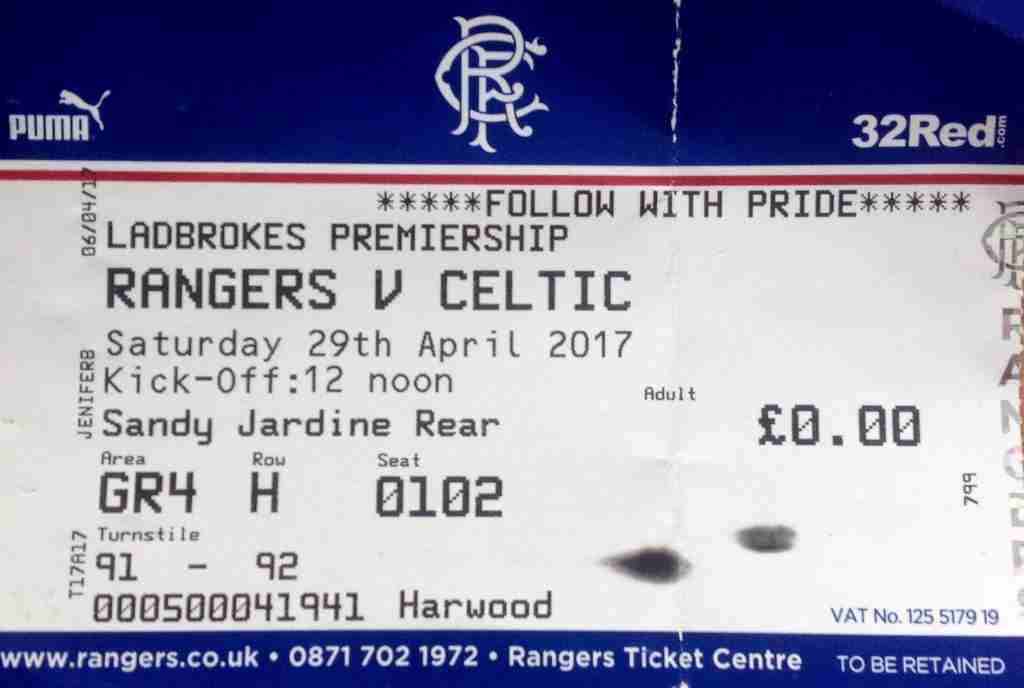 PUMA
32Red.com
*****FOLLOW WITH PRIDE*****
06/04/17
LADBROKES PREMIERSHIP
RANGERS V CELTIC
Saturday 29th April 2017
Kick-Off:12 noon
JENIFERB
Sandy Jardine Rear
Adult
£0.00
Area Row Seat
GR4 H 0102
799
Turnstile
91 - 92
T17A17
000500041941 Harwood
VAT No. 125 5179 19
RANGERS
www.rangers.co.uk • 0871 702 1972 • Rangers Ticket Centre TO BE RETAINED